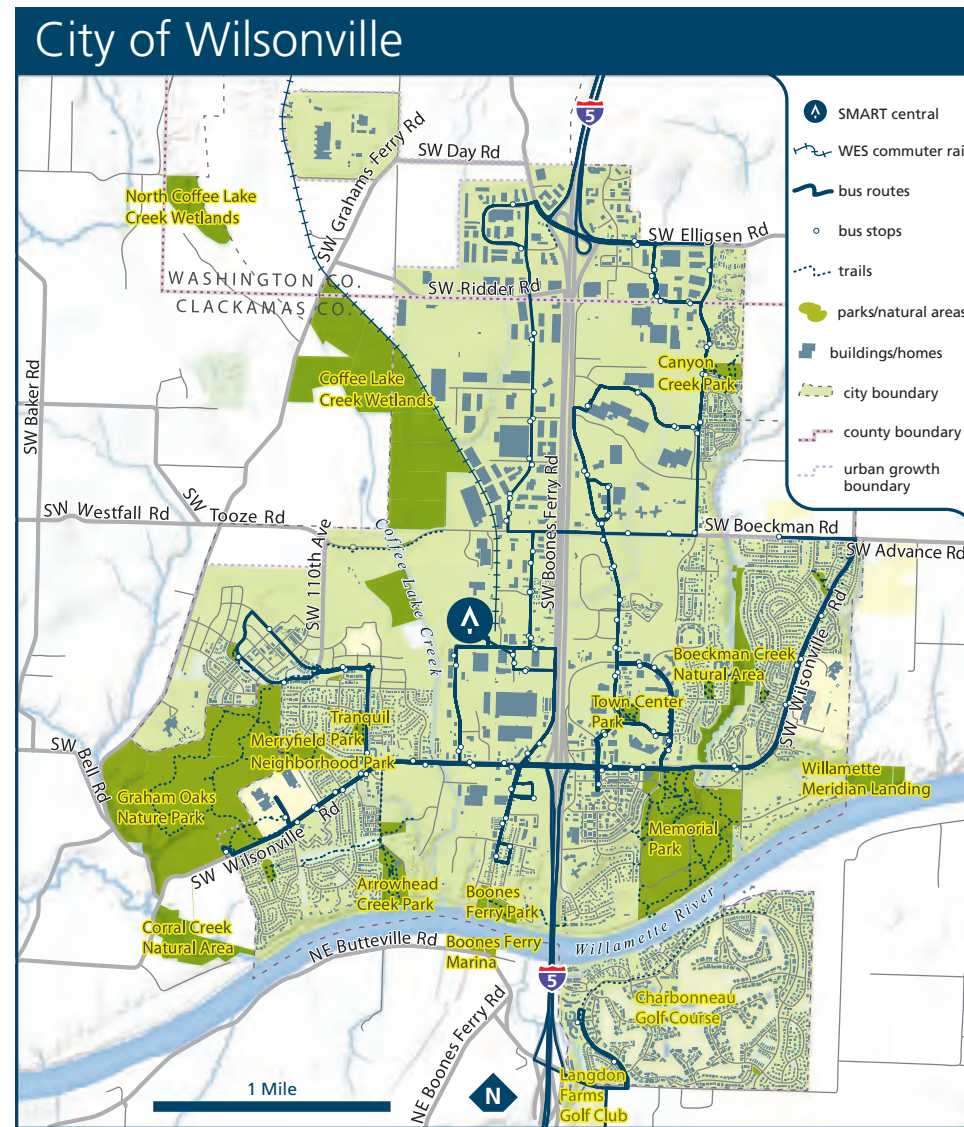 City of Wilsonville
5
SMART central
WES commuter rai
bus routes
bus stops
trails
parks/natural areas
buildings/homes
city boundary
county boundary
urban growth
boundary
SW Day Rd
SW Grahams Ferry Rd
North Coffee Lake
Creek Wetlands
SW Elligsen Rd
WASHINGTON CO.
CLACKAMAS CO.
SW Ridder Rd
SW Baker Rd
Coffee Lake
Creek Wetlands
Canyon
Creek Park
SW Boones Ferry Rd
SW Westfall Rd
SW Tooze Rd
SW 110th Ave
Coffee Lake Creek
SW Boeckman Rd
SW Advance Rd
SW Wilsonville Rd
Boeckman Creek
Natural Area
Town Center
Park
Tranquil
Merryfield Park
Neighborhood Park
SW Bell Rd
Graham Oaks
Nature Park
SW Wilsonville Rd
Willamette
Meridian Landing
Memorial
Park
Arrowhead
Creek Park
Boones
Ferry Park
Corral Creek
Natural Area
NE Butteville Rd
Boones Ferry
Marina
Willamette River
5
NE Boones Ferry Rd
Charbonneau
Golf Course
Langdon
Farms
Golf Club
1 Mile
N